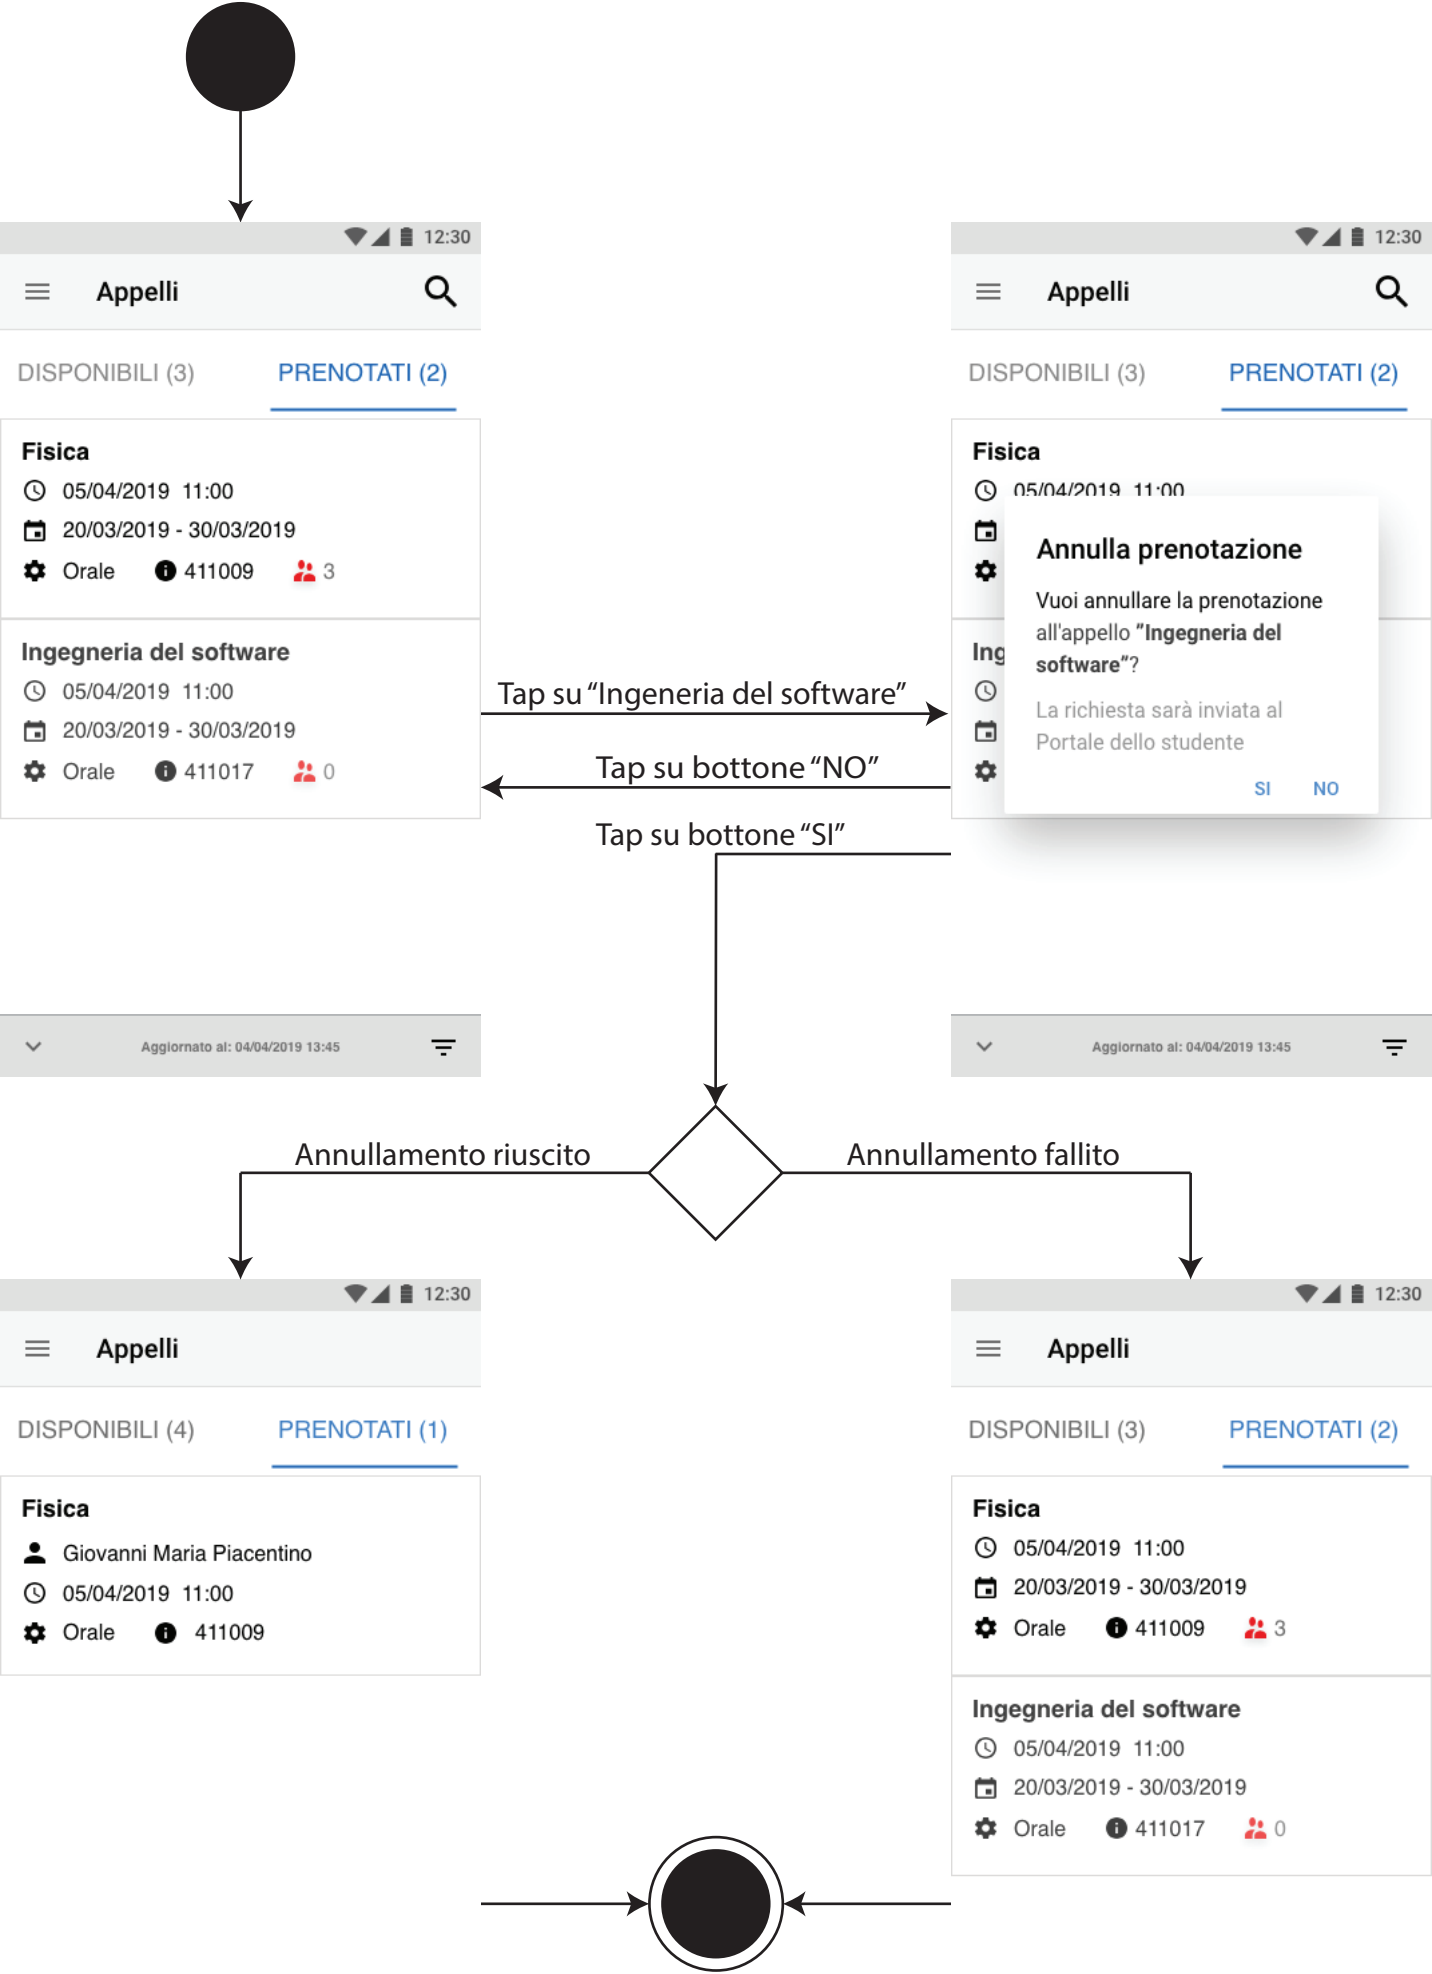 12:30
Appelli
DISPONIBILI (3) PRENOTATI (2)
Fisica
05/04/2019 11:00
20/03/2019 - 30/03/2019
Orale 411009 3
Ingegneria del software
05/04/2019 11:00
20/03/2019 - 30/03/2019
Orale 411017 0
Aggiornato al: 04/04/2019 13:45
Tap su “Ingeneria del software”
Tap su bottone “NO”
Tap su bottone “SI”
12:30
Appelli
DISPONIBILI (3) PRENOTATI (2)
Fisica
05/04/2019 11:00
Ing
Annulla prenotazione
Vuoi annullare la prenotazione
all'appello ”Ingegneria del
software”?
La richiesta sarà inviata al
Portale dello studente
SI NO
Aggiornato al: 04/04/2019 13:45
Annullamento riuscito
Annullamento fallito
12:30
Appelli
DISPONIBILI (4) PRENOTATI (1)
Fisica
Giovanni Maria Piacentino
05/04/2019 11:00
Orale 411009
12:30
Appelli
DISPONIBILI (3) PRENOTATI (2)
Fisica
05/04/2019 11:00
20/03/2019 - 30/03/2019
Orale 411009 3
Ingegneria del software
05/04/2019 11:00
20/03/2019 - 30/03/2019
Orale 411017 0